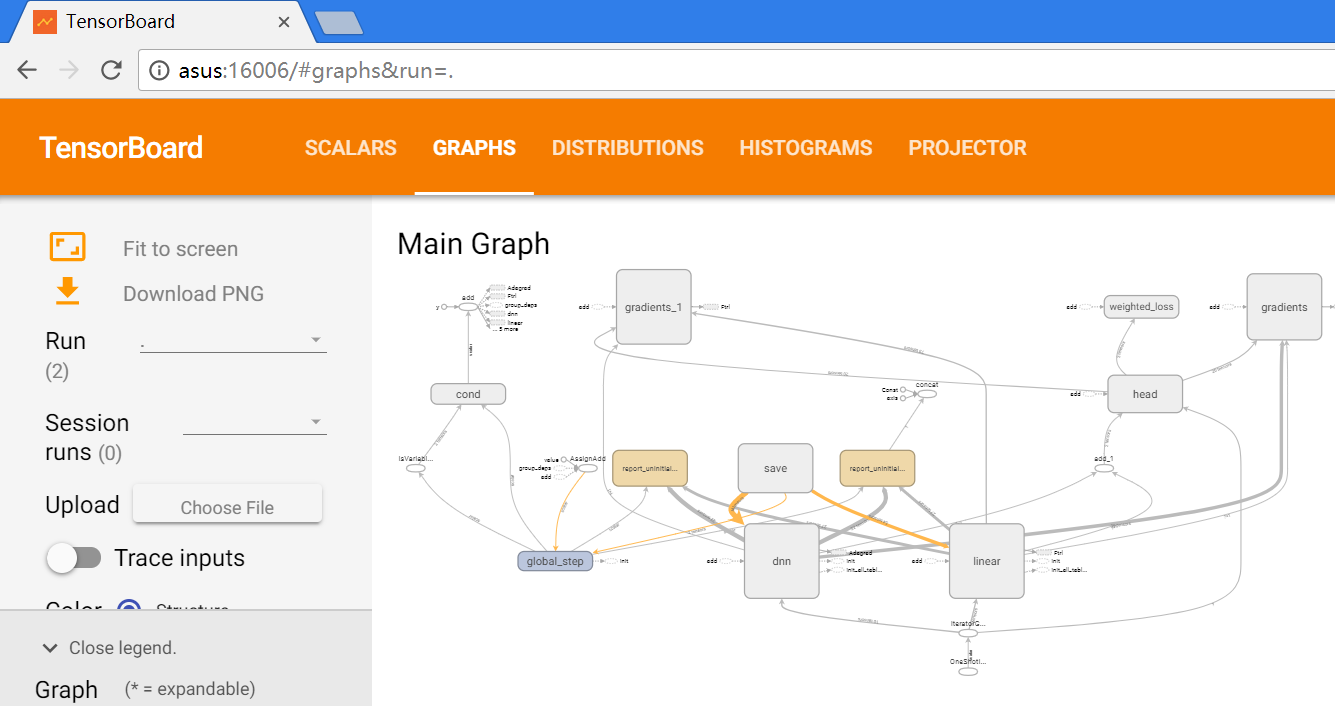 TensorBoard
asus:16006/#graphs&run=.
TensorBoard
SCALARS
GRAPHS
DISTRIBUTIONS
HISTOGRAMS
PROJECTOR
Fit to screen
Download PNG
Run
.
(2)
Session
runs (0)
Upload
Choose File
Trace inputs
Color
Structure
Close legend.
Graph
(* = expandable)
Main Graph
y
add
Adagrad
Ftrl
group_deps
dnn
linear
... 5 more
add
gradients_1
Ftrl
add
weighted_loss
add
gradients
cond
Const
axis
concat
add
head
IsVariabl...
value
group_deps
add
AssignAdd
report_uninitial...
save
report_uninitial...
add_1
global_step
init
add
dnn
Adagrad
init
init_all_tabl...
add
linear
Ftrl
init
init_all_tabl...
IteratorG...
OneShotI...